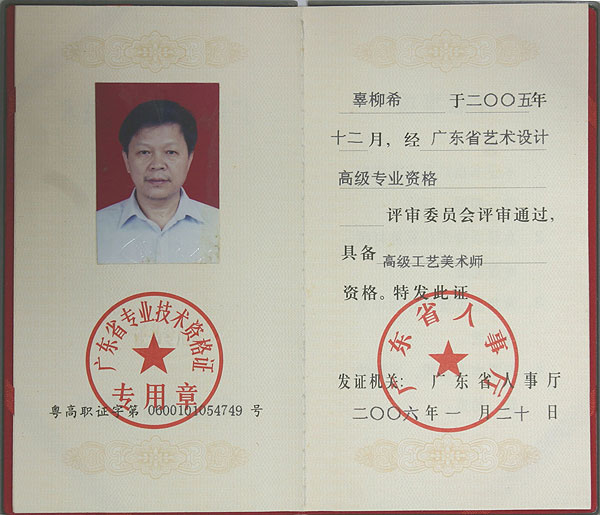 广东省专业技术资格证
专用章
粤高职证字第 0000101054749 号
辜柳希 于二〇〇五年
十二月，经 广东省艺术设计
高级专业资格
评审委员会评审通过，
具备 高级工艺美术师
资格。特发此证
广东省人事厅
发证机关： 广东省人事厅
二〇〇六年一月二十日